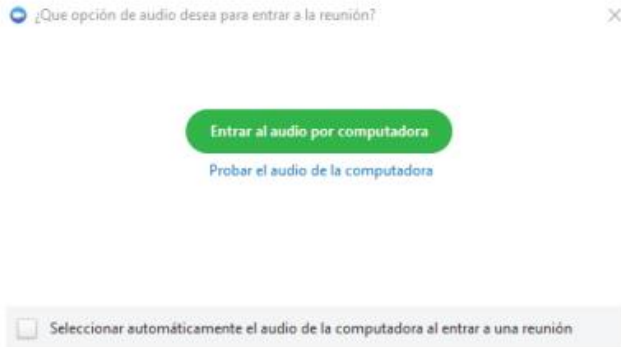 ¿Que opción de audio desea para entrar a la reunión?
Entrar al audio por computadora
Probar el audio de la computadora
Seleccionar automáticamente el audio de la computadora al entrar a una reunión